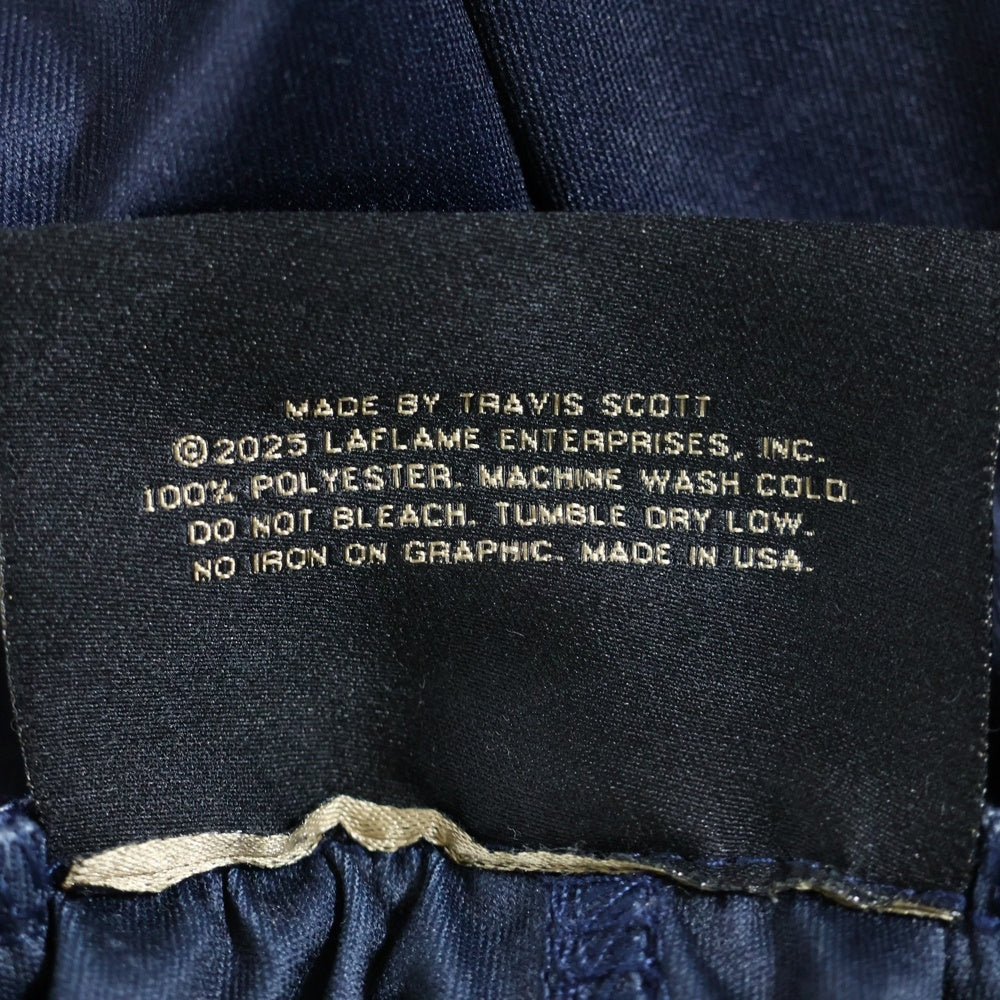 MADE BY TRAVIS SCOTT
©2025 LAFLAME ENTERPRISES, INC.
100% POLYESTER. MACHINE WASH COLD.
DO NOT BLEACH. TUMBLE DRY LOW.
NO IRON ON GRAPHIC. MADE IN USA.